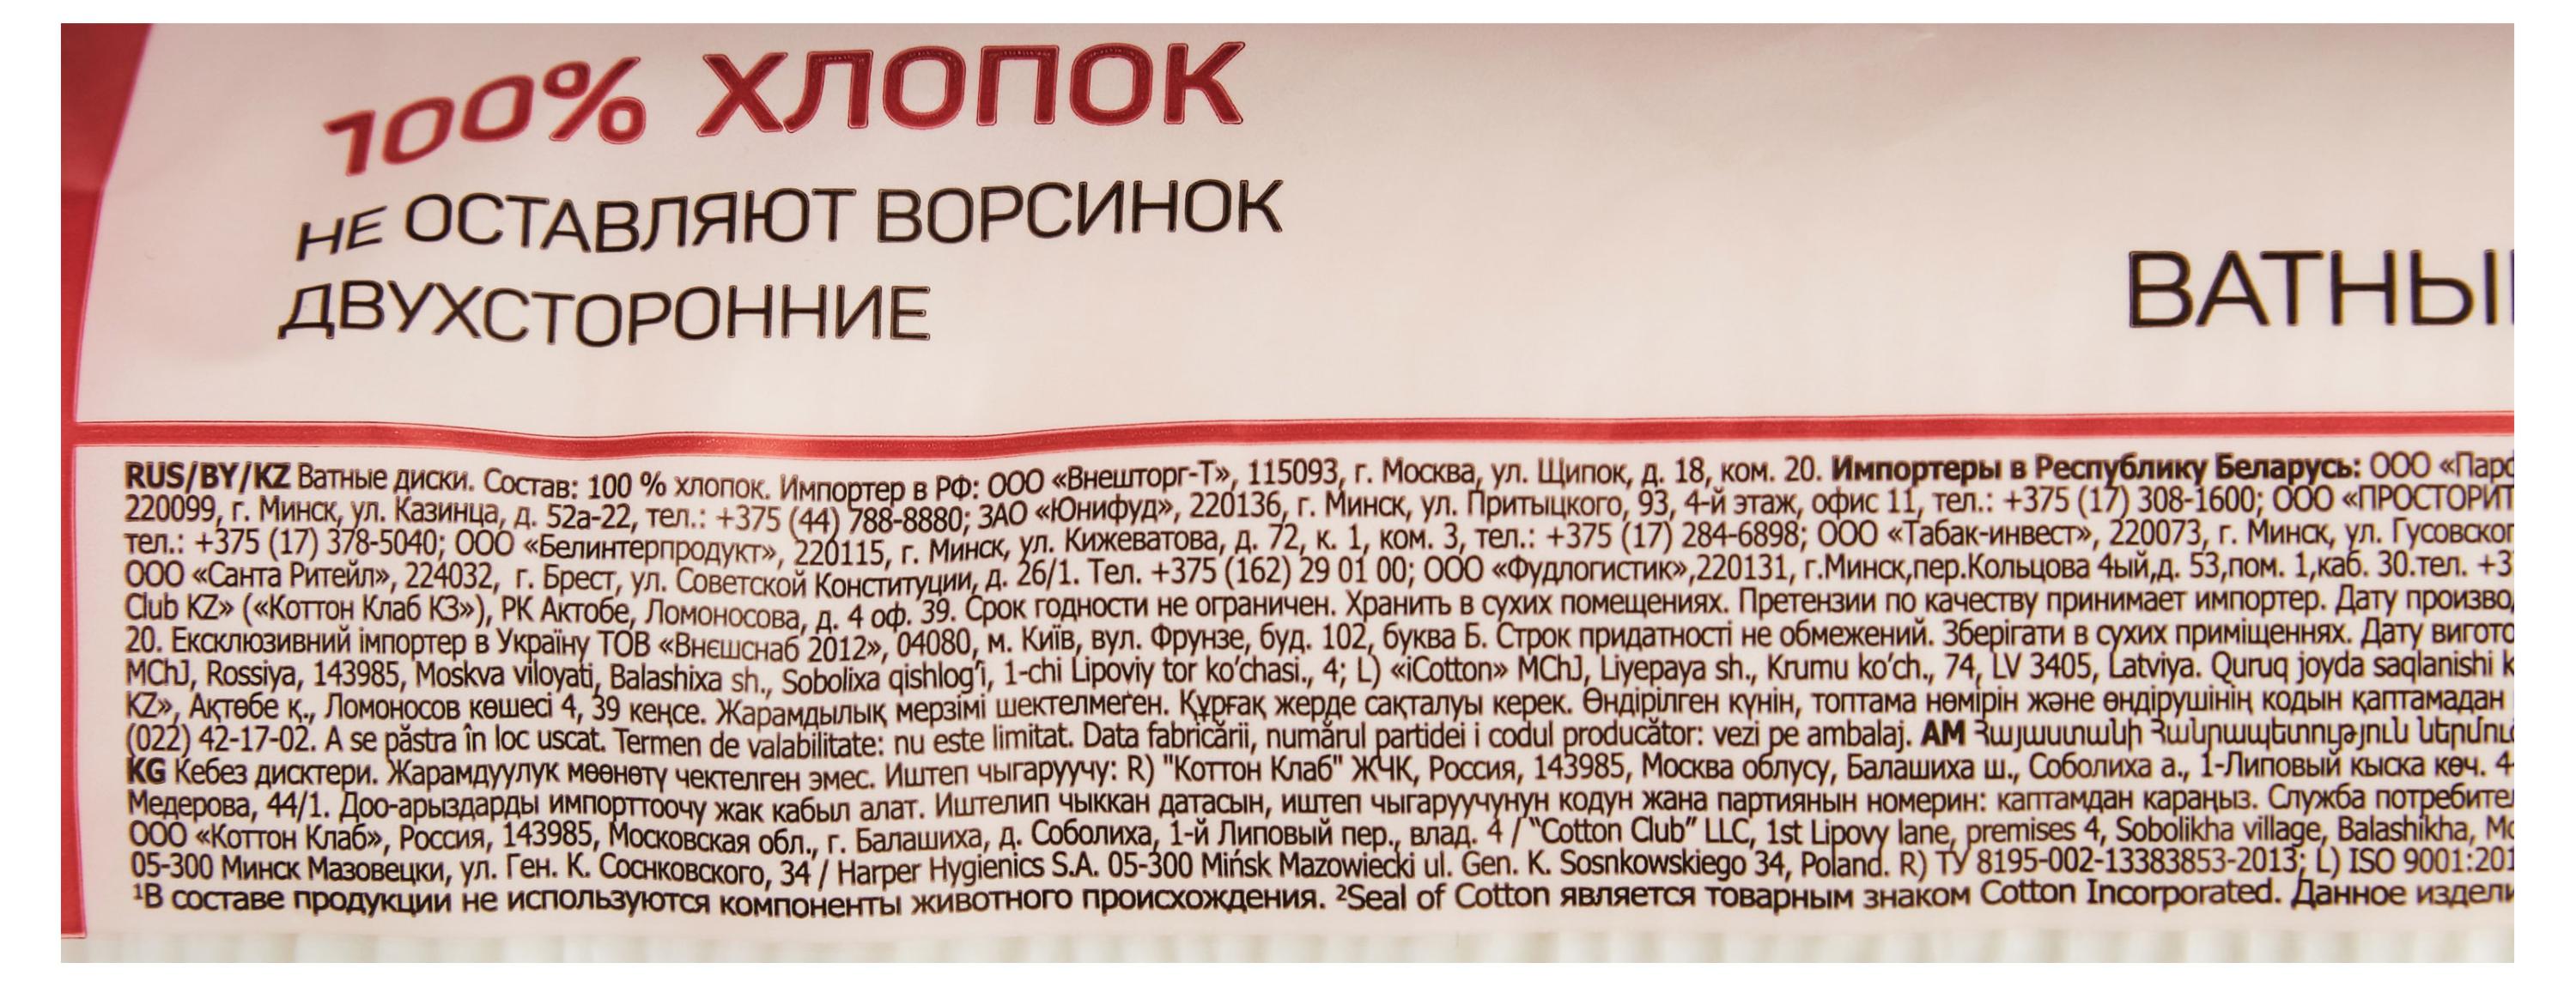 100% ХЛОПОК
НЕ ОСТАВЛЯЮТ ВОРСИНОК
ДВУХСТОРОННИЕ
ВАТНЫ
RUS/BY/KZ Ватные диски. Состав: 100 % хлопок. Импортер в РФ: ООО «Внешторг-Т», 115093, г. Москва, ул. Щипок, д. 18, ком. 20. Импортеры в Республику Беларусь: ООО «Парс
220099, г. Минск, ул. Казинца, д. 52а-22, тел.: +375 (44) 788-8880; ЗАО «Юнифуд», 220136, г. Минск, ул. Притыцкого, 93, 4-й этаж, офис 11, тел.: +375 (17) 308-1600; ООО «ПРОСТОРИТ
тел.: +375 (17) 378-5040; ООО «Белинтерпродукт», 220115, г. Минск, ул. Кижеватова, д. 72, к. 1, ком. 3, тел.: +375 (17) 284-6898; ООО «Табак-инвест», 220073, г. Минск, ул. Гусовског
ООО «Санта Ритейл», 224032, г. Брест, ул. Советской Конституции, д. 26/1. Тел. +375 (162) 29 01 00; ООО «Фудлогистик»,220131, г.Минск,пер.Кольцова 4ый,д. 53,пом. 1,каб. 30.тел. +3
Club KZ» («Коттон Клаб КЗ»), РК Актобе, Ломоносова, д. 4 оф. 39. Срок годности не ограничен. Хранить в сухих помещениях. Претензии по качеству принимает импортер. Дату произво
20. Ексклюзивний імпортер в Україну ТОВ «Внєшснаб 2012», 04080, м. Київ, вул. Фрунзе, буд. 102, буква Б. Строк придатності не обмежений. Зберігати в сухих приміщеннях. Дату вигото
MChJ, Rossiya, 143985, Moskva viloyati, Balashixa sh., Sobolixa qishlog'i, 1-chi Lipoviy tor ko'chasi., 4; L) «iCotton» MChJ, Liyepaya sh., Krumu ko'ch., 74, LV 3405, Latviya. Quruq joyda saqlanishi k
KZ», Ақтөбе қ., Ломоносов көшесі 4, 39 кеңсе. Жарамдылық мерзімі шектелмеген. Құрғақ жерде сақталуы керек. Өндірілген күнін, топтама нөмірін және өндірушінің кодын қаптамадан
(022) 42-17-02. A se păstra în loc uscat. Termen de valabilitate: nu este limitat. Data fabricării, numărul partidei i codul producător: vezi pe ambalaj. AM Հայաստանի Հանրապետություն ներմու
KG Кебез дисктери. Жарамдуулук мөөнөтү чектелген эмес. Иштеп чыгаруучу: R) "Коттон Клаб" ЖЧК, Россия, 143985, Москва облусу, Балашиха ш., Соболиха а., 1-Липовый кыска көч. 4-
Медерова, 44/1. Доо-арыздарды импорттоочу жак кабыл алат. Иштелип чыккан датасын, иштеп чыгаруучунун кодун жана партиянын номерин: каптамдан караңыз. Служба потребите
ООО «Коттон Клаб», Россия, 143985, Московская обл., г. Балашиха, д. Соболиха, 1-й Липовый пер., влад. 4 / "Cotton Club" LLC, 1st Lipovy lane, premises 4, Sobolikha village, Balashikha, Mo
05-300 Минск Мазовецки, ул. Ген. К. Соснковского, 34 / Harper Hygienics S.A. 05-300 Mińsk Mazowiecki ul. Gen. K. Sosnkowskiego 34, Poland. R) ТУ 8195-002-13383853-2013; L) ISO 9001:201
¹В составе продукции не используются компоненты животного происхождения. ²Seal of Cotton является товарным знаком Cotton Incorporated. Данное издели